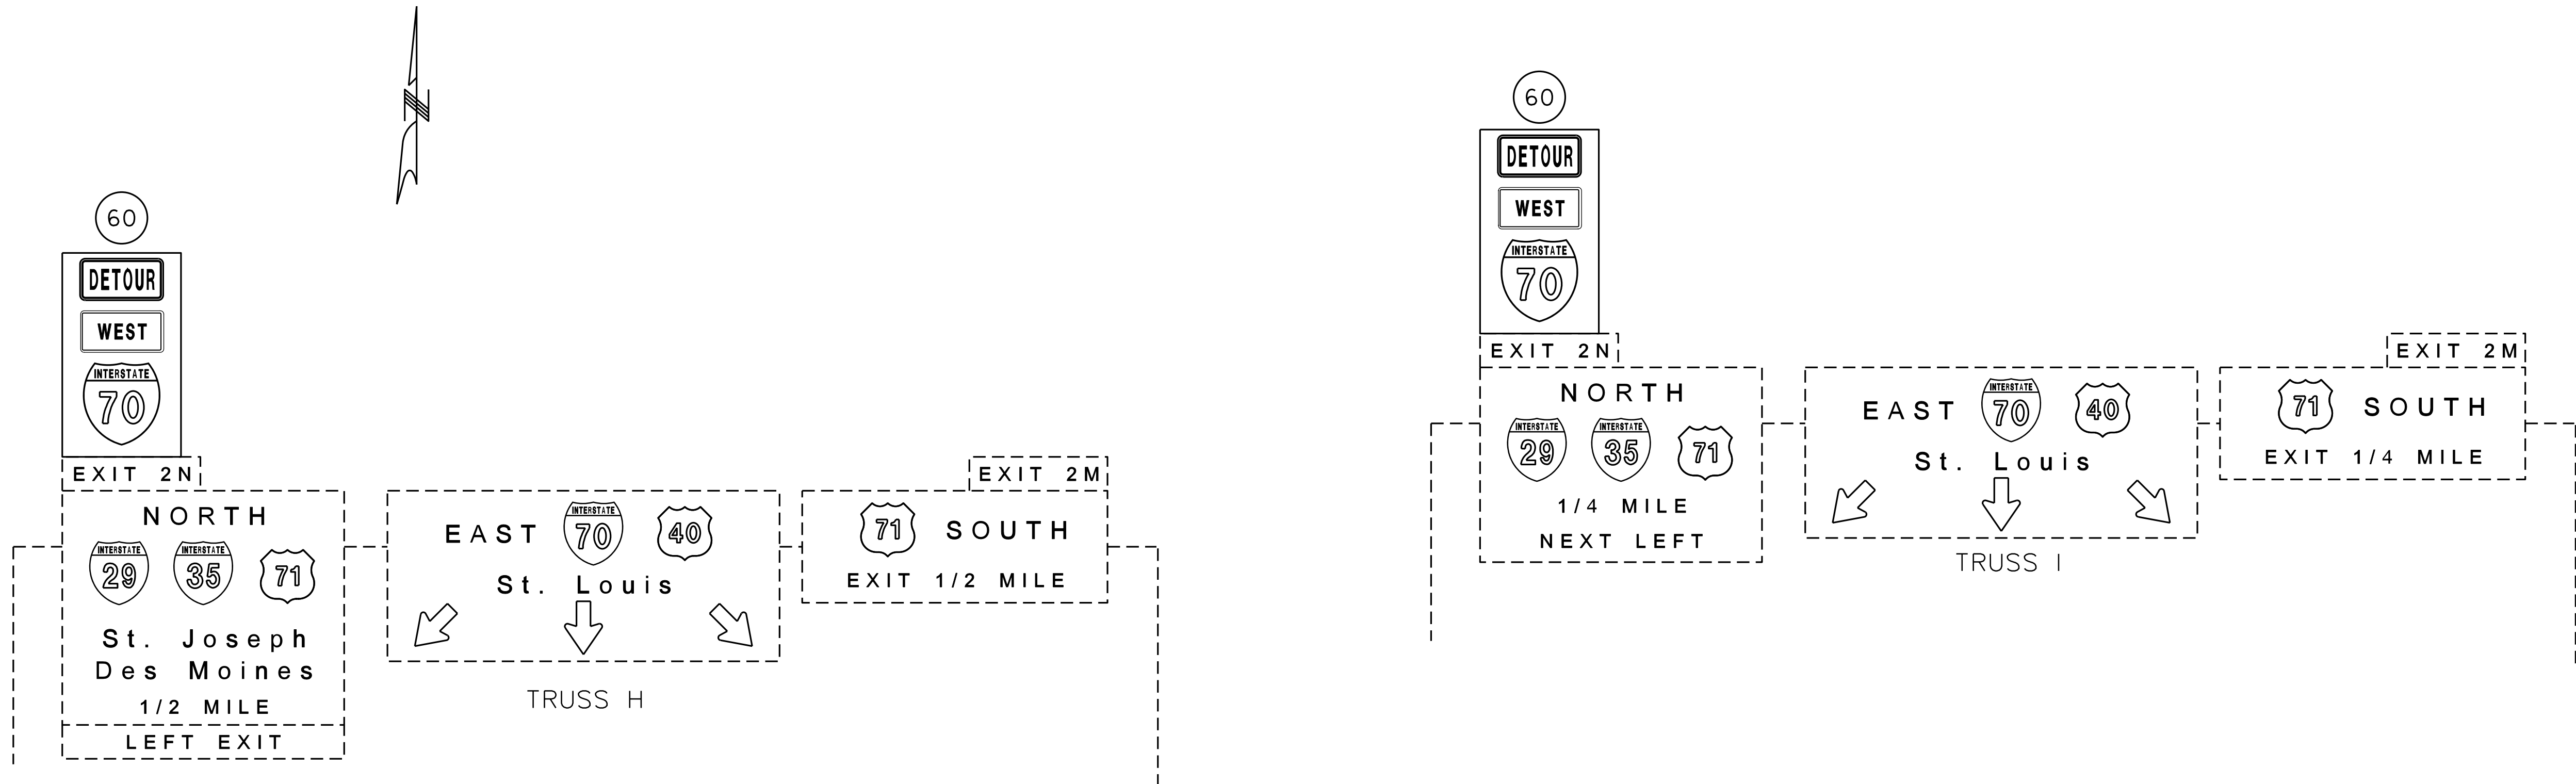 N
60
DETOUR
WEST
INTERSTATE
70
EXIT 2N
NORTH
INTERSTATE 29 INTERSTATE 35 71
St. Joseph
Des Moines
1/2 MILE
LEFT EXIT
EAST INTERSTATE 70 40
St. Louis
TRUSS H
EXIT 2M
71 SOUTH
EXIT 1/2 MILE
60
DETOUR
WEST
INTERSTATE
70
EXIT 2N
NORTH
INTERSTATE 29 INTERSTATE 35 71
1/4 MILE
NEXT LEFT
EAST INTERSTATE 70 40
St. Louis
TRUSS I
EXIT 2M
71 SOUTH
EXIT 1/4 MILE